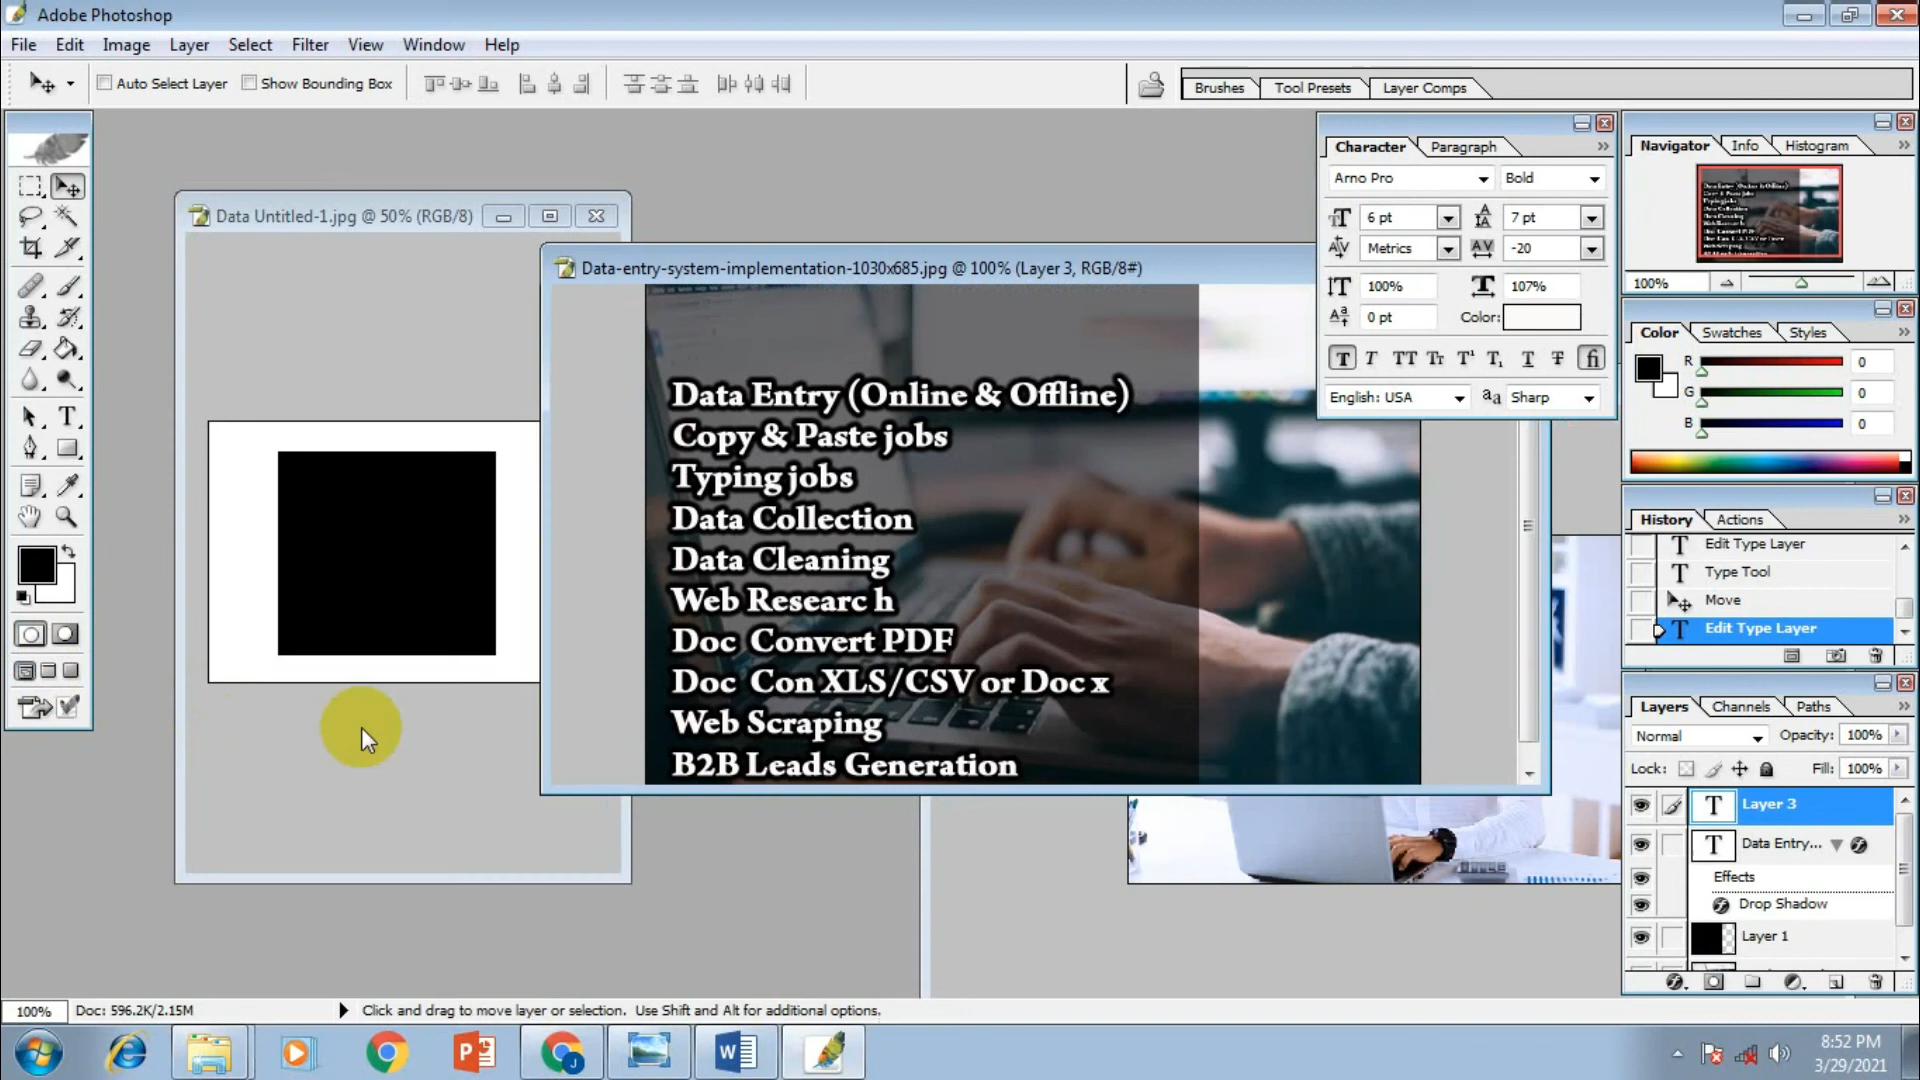 Adobe Photoshop
File Edit Image Layer Select Filter View Window Help
Auto Select Layer Show Bounding Box
Brushes Tool Presets Layer Comps
Data Untitled-1.jpg @ 50% (RGB/8)
Data-entry-system-implementation-1030x685.jpg @ 100% (Layer 3, RGB/8#)
Data Entry (Online & Offline)
Copy & Paste jobs
Typing jobs
Data Collection
Data Cleaning
Web Researc h
Doc Convert PDF
Doc Con XLS/CSV or Doc x
Web Scraping
B2B Leads Generation
Character Paragraph
Arno Pro Bold
6 pt 7 pt
Metrics -20
100% 107%
0 pt Color:
English: USA Sharp
Navigator Info Histogram
100%
Color Swatches Styles
R 0
G 0
B 0
History Actions
Edit Type Layer
Type Tool
Move
Edit Type Layer
Layers Channels Paths
Normal Opacity: 100%
Lock: Fill: 100%
Layer 3
Data Entry...
Effects
Drop Shadow
Layer 1
100% Doc: 596.2K/2.15M Click and drag to move layer or selection. Use Shift and Alt for additional options.
8:52 PM
3/29/2021